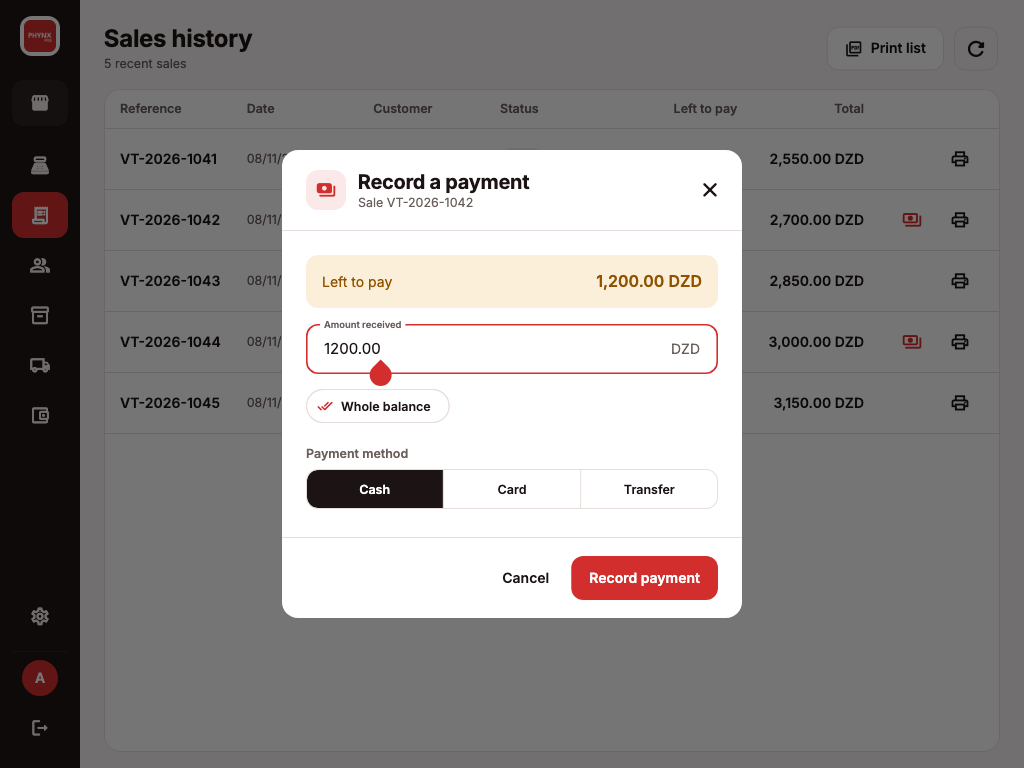 PHYNX
Sales history
5 recent sales
Print list
Reference Date Customer Status Left to pay Total
VT-2026-1041 08/11/ 2,550.00 DZD
VT-2026-1042 08/11/ 2,700.00 DZD
VT-2026-1043 08/11/ 2,850.00 DZD
VT-2026-1044 08/11/ 3,000.00 DZD
VT-2026-1045 08/11/ 3,150.00 DZD
Record a payment
Sale VT-2026-1042
Left to pay 1,200.00 DZD
Amount received
1200.00 DZD
Whole balance
Payment method
Cash Card Transfer
Cancel Record payment
A